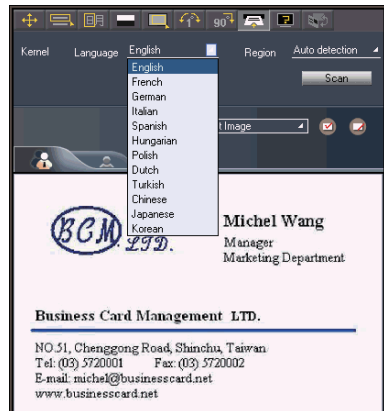 90°
Kernel Language English Region Auto detection
Scan
English
French
German
Italian
Spanish
Hungarian
Polish
Dutch
Turkish
Chinese
Japanese
Korean
t Image
BCM
LTD.
Michel Wang
Manager
Marketing Department
Business Card Management LTD.
NO.51, Chenggong Road, Shinchu, Taiwan
Tel: (03) 5720001 Fax: (03) 5720002
E-mail: michel@businesscard.net
www.businesscard.net